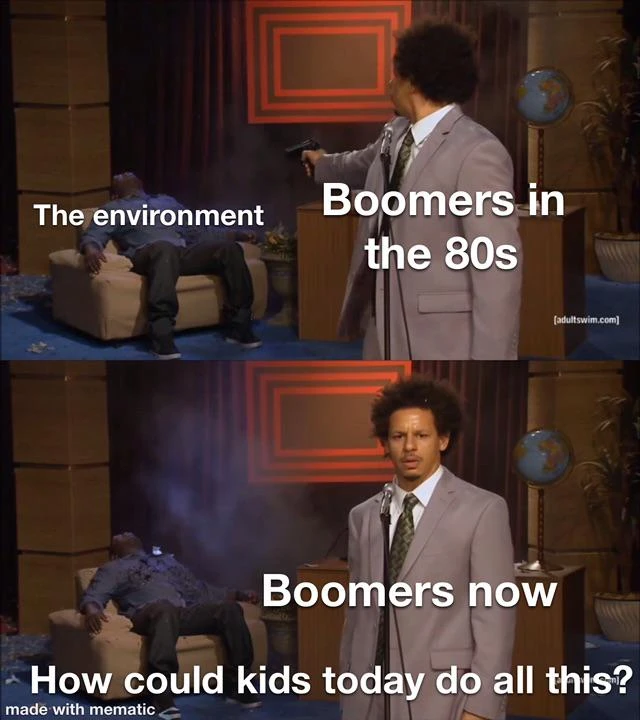 The environment
Boomers in
the 80s
[adultswim.com]
Boomers now
How could kids today do all this?
made with mematic